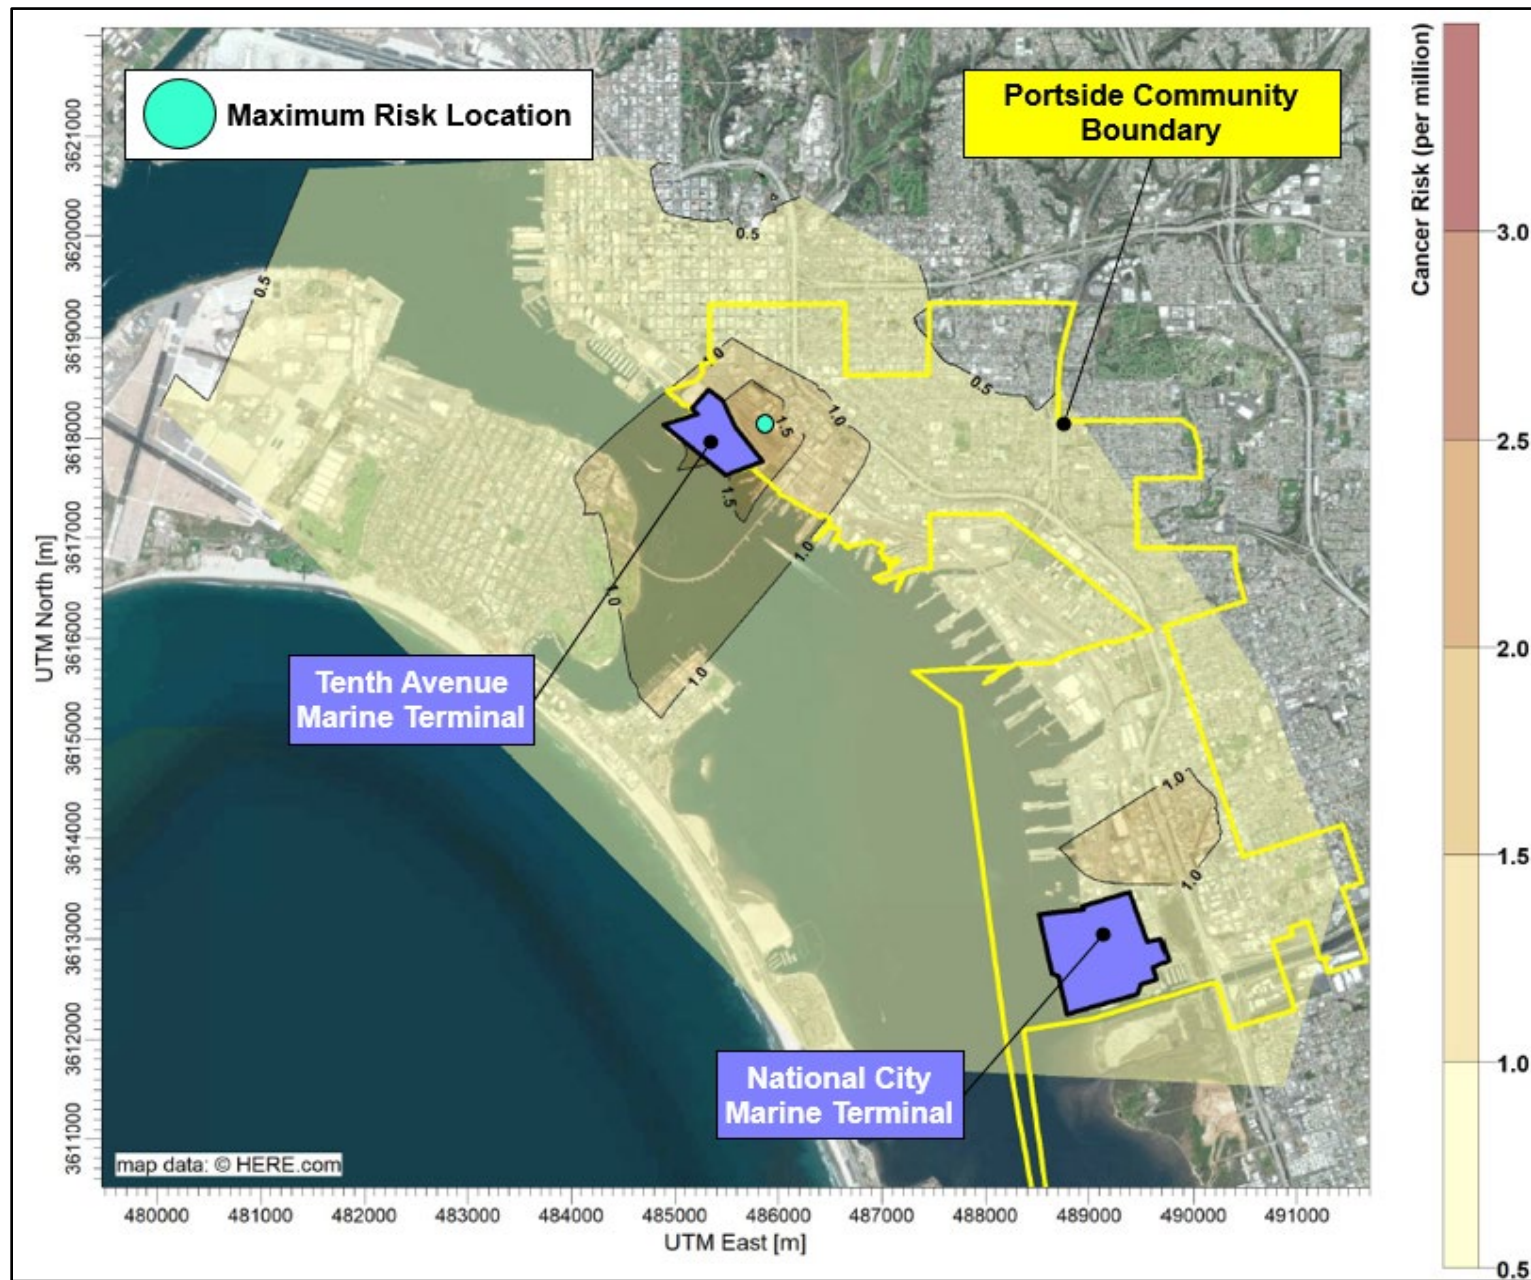 Maximum Risk Location
Portside Community
Boundary
Cancer Risk (per million)
3.0
2.5
2.0
1.5
1.0
0.5
UTM North [m]
3621000
3620000
3619000
3618000
3617000
3616000
3615000
3614000
3613000
3612000
3611000
0.5
0.5
0.5
1.0
1.0
1.5
1.5
1.0
1.0
1.0
1.0
1.0
Tenth Avenue
Marine Terminal
National City
Marine Terminal
map data: © HERE.com
480000 481000 482000 483000 484000 485000 486000 487000 488000 489000 490000 491000
UTM East [m]